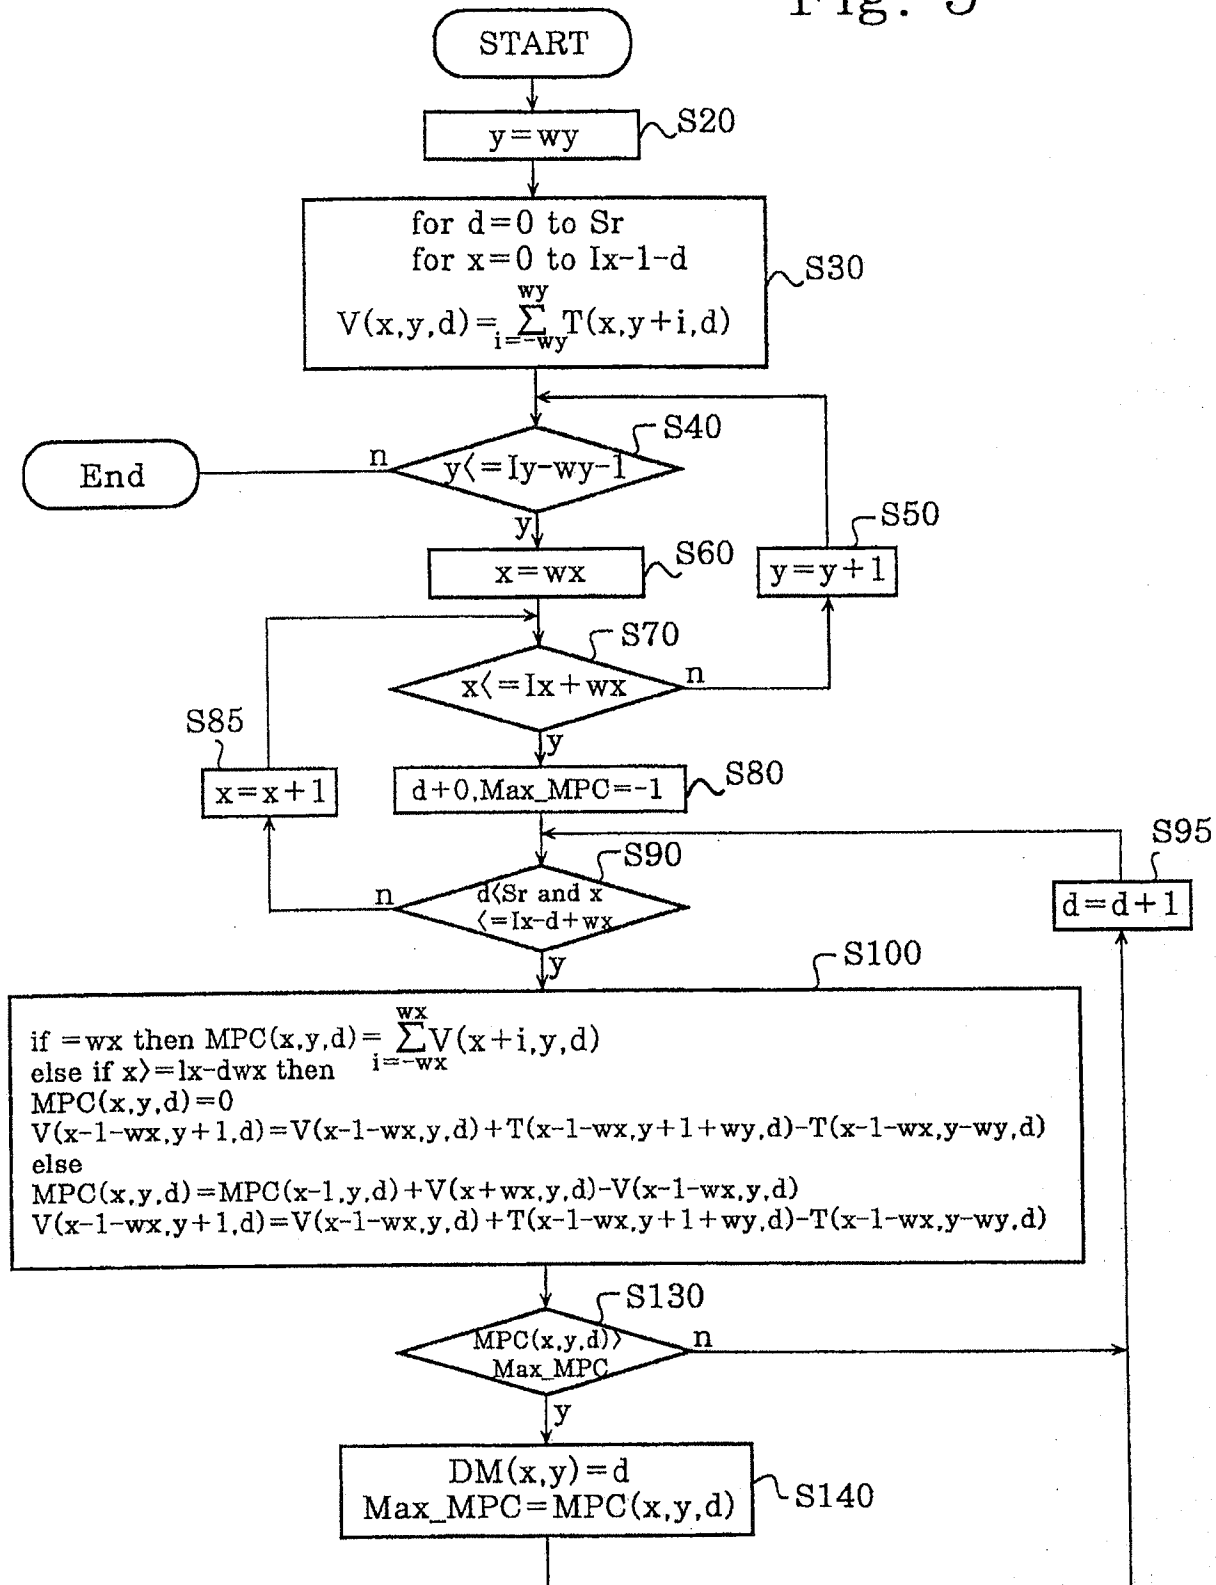 Fig. 5
START
y=wy
S20
for d=0 to Sr
for x=0 to Ix-1-d
V(x,y,d)=∑T(x,y+i,d)
wy
i=-wy
S30
S40
y<=Iy-wy-1
n
y
End
S50
y=y+1
S60
x=wx
S70
x<=Ix+wx
n
y
S85
x=x+1
S80
d+0,Max_MPC=-1
S90
d<Sr and x
<=Ix-d+wx
n
y
S95
d=d+1
S100
if =wx then MPC(x,y,d)=∑V(x+i,y,d)
wx
i=-wx
else if x>=lx-dwx then
MPC(x,y,d)=0
V(x-1-wx,y+1,d)=V(x-1-wx,y,d)+T(x-1-wx,y+1+wy,d)-T(x-1-wx,y-wy,d)
else
MPC(x,y,d)=MPC(x-1,y,d)+V(x+wx,y,d)-V(x-1-wx,y,d)
V(x-1-wx,y+1,d)=V(x-1-wx,y,d)+T(x-1-wx,y+1+wy,d)-T(x-1-wx,y-wy,d)
S130
MPC(x,y,d)>
Max_MPC
n
y
DM(x,y)=d
Max_MPC=MPC(x,y,d)
S140